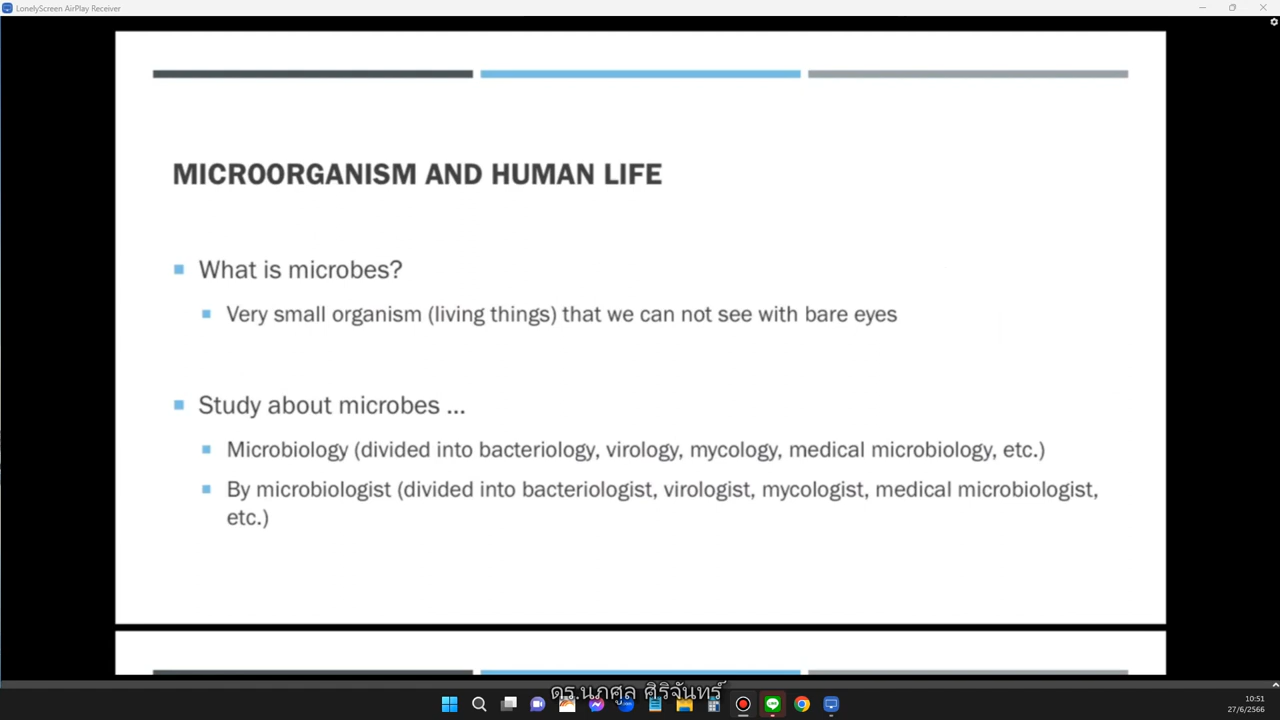 LonelyScreen AirPlay Receiver
MICROORGANISM AND HUMAN LIFE
What is microbes?
Very small organism (living things) that we can not see with bare eyes
Study about microbes ...
Microbiology (divided into bacteriology, virology, mycology, medical microbiology, etc.)
By microbiologist (divided into bacteriologist, virologist, mycologist, medical microbiologist,
etc.)
ดร.นภศูล ศิริจันทร์
10:51
27/6/2566